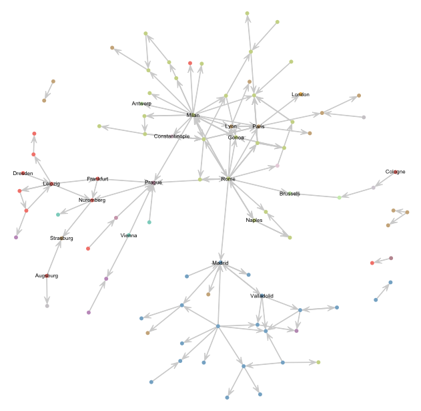 London
Antwerp
Milan
Lyon
Paris
Constantinople
Genoa
Dresden
Cologne
Leipzig
Frankfurt
Prague
Rome
Brussels
Nuremberg
Naples
Vienna
Strasburg
Madrid
Augsburg
Valladolid